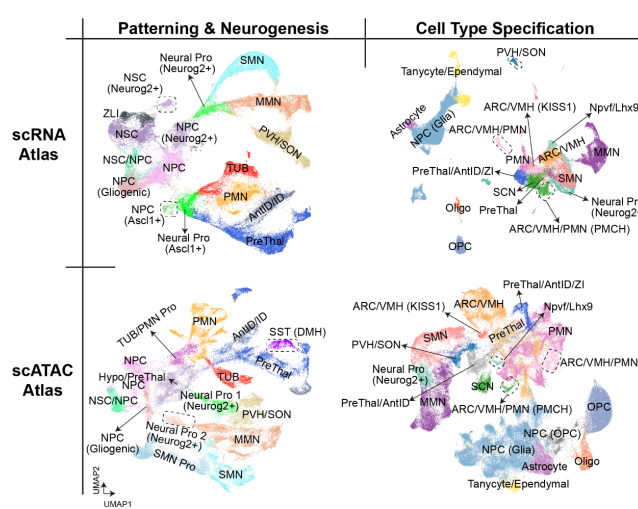 Patterning & Neurogenesis
Cell Type Specification
scRNA
Atlas
SMN
Neural Pro
(Neurog2+)
NSC
(Neurog2+)
MMN
ZLI
NSC
NPC
(Neurog2+)
PVH/SON
NSC/NPC
NPC
NPC
(Gliogenic)
TUB
PMN
AntID/ID
NPC
(Ascl1+)
Neural Pro
(Ascl1+)
PreThal
PVH/SON
Tanycyte/Ependymal
ARC/VMH (KISS1)
Npvf/Lhx9
Astrocyte
NPC (Glia)
ARC/VMH/PMN
PMN
ARC/VMH
MMN
PreThal/AntID/ZI
SMN
SCN
Neural Pro
(Neurog2+
PreThal
Oligo
ARC/VMH/PMN
(PMCH)
OPC
scATAC
Atlas
TUB/PMN Pro
PMN
AntID/ID
SST (DMH)
NPC
PreThal
Hypo/PreThal
NPC
TUB
NSC/NPC
Neural Pro 1
(Neurog2+)
PVH/SON
NPC
(Gliogenic)
Neural Pro 2
(Neurog2+)
MMN
SMN Pro
SMN
UMAP2
UMAP1
PreThal/AntID/ZI
ARC/VMH (KISS1)
ARC/VMH
Npvf/Lhx9
SMN
PreThal
PMN
PVH/SON
Neural Pro
(Neurog2+)
ARC/VMH/PMN
SCN
PreThal/AntID
MMN
ARC/VMH/PMN (PMCH)
OPC
NPC (OPC)
NPC (Glia)
Astrocyte
Oligo
Tanycyte/Ependymal